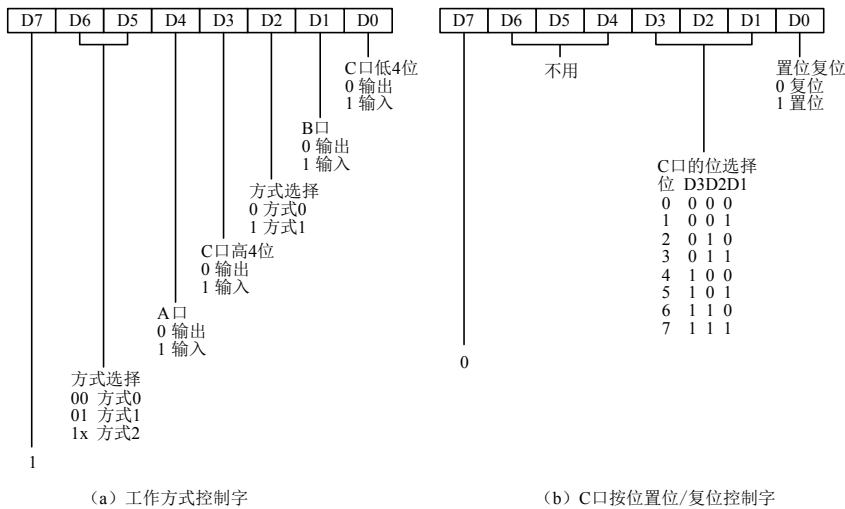 D7 D6 D5 D4 D3 D2 D1 D0
C口低4位
0 输出
1 输入
B口
0 输出
1 输入
方式选择
0 方式0
1 方式1
C口高4位
0 输出
1 输入
A口
0 输出
1 输入
方式选择
00 方式0
01 方式1
1x 方式2
1
（a）工作方式控制字
D7 D6 D5 D4 D3 D2 D1 D0
不用
置位复位
0 复位
1 置位
C口的位选择
位 D3D2D1
0 0 0 0
1 0 0 1
2 0 1 0
3 0 1 1
4 1 0 0
5 1 0 1
6 1 1 0
7 1 1 1
0
（b）C口按位置位/复位控制字